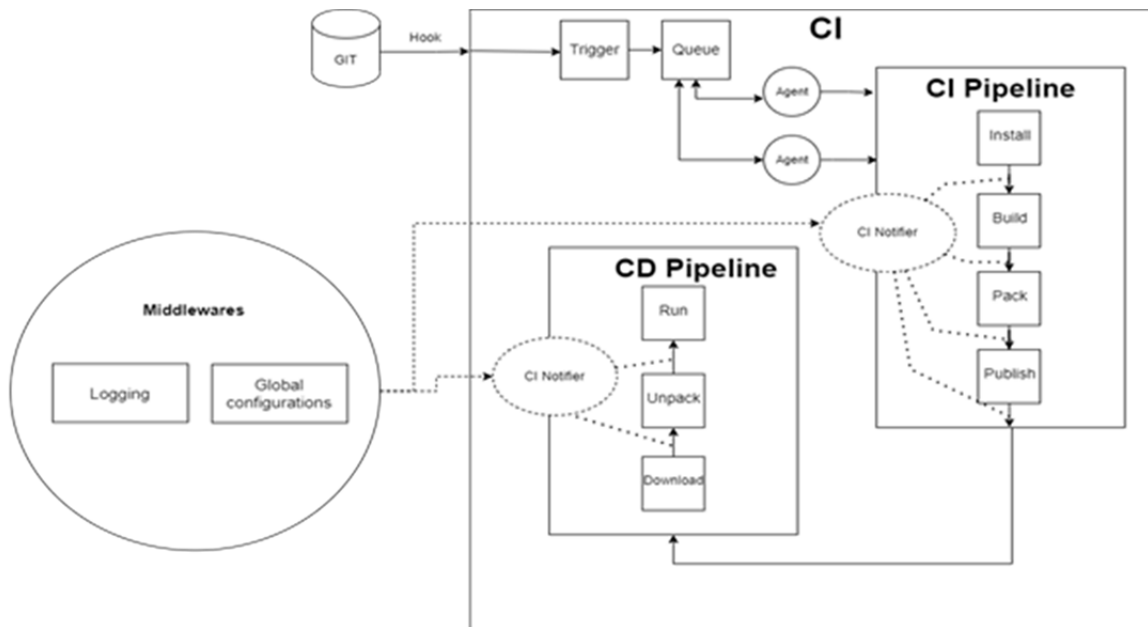 CI
Hook
GIT
Trigger
Queue
Agent
CI Pipeline
Install
Agent
Build
CI Notifier
CD Pipeline
Pack
Run
Middlewares
Publish
CI Notifier
Logging
Global
configurations
Unpack
Download